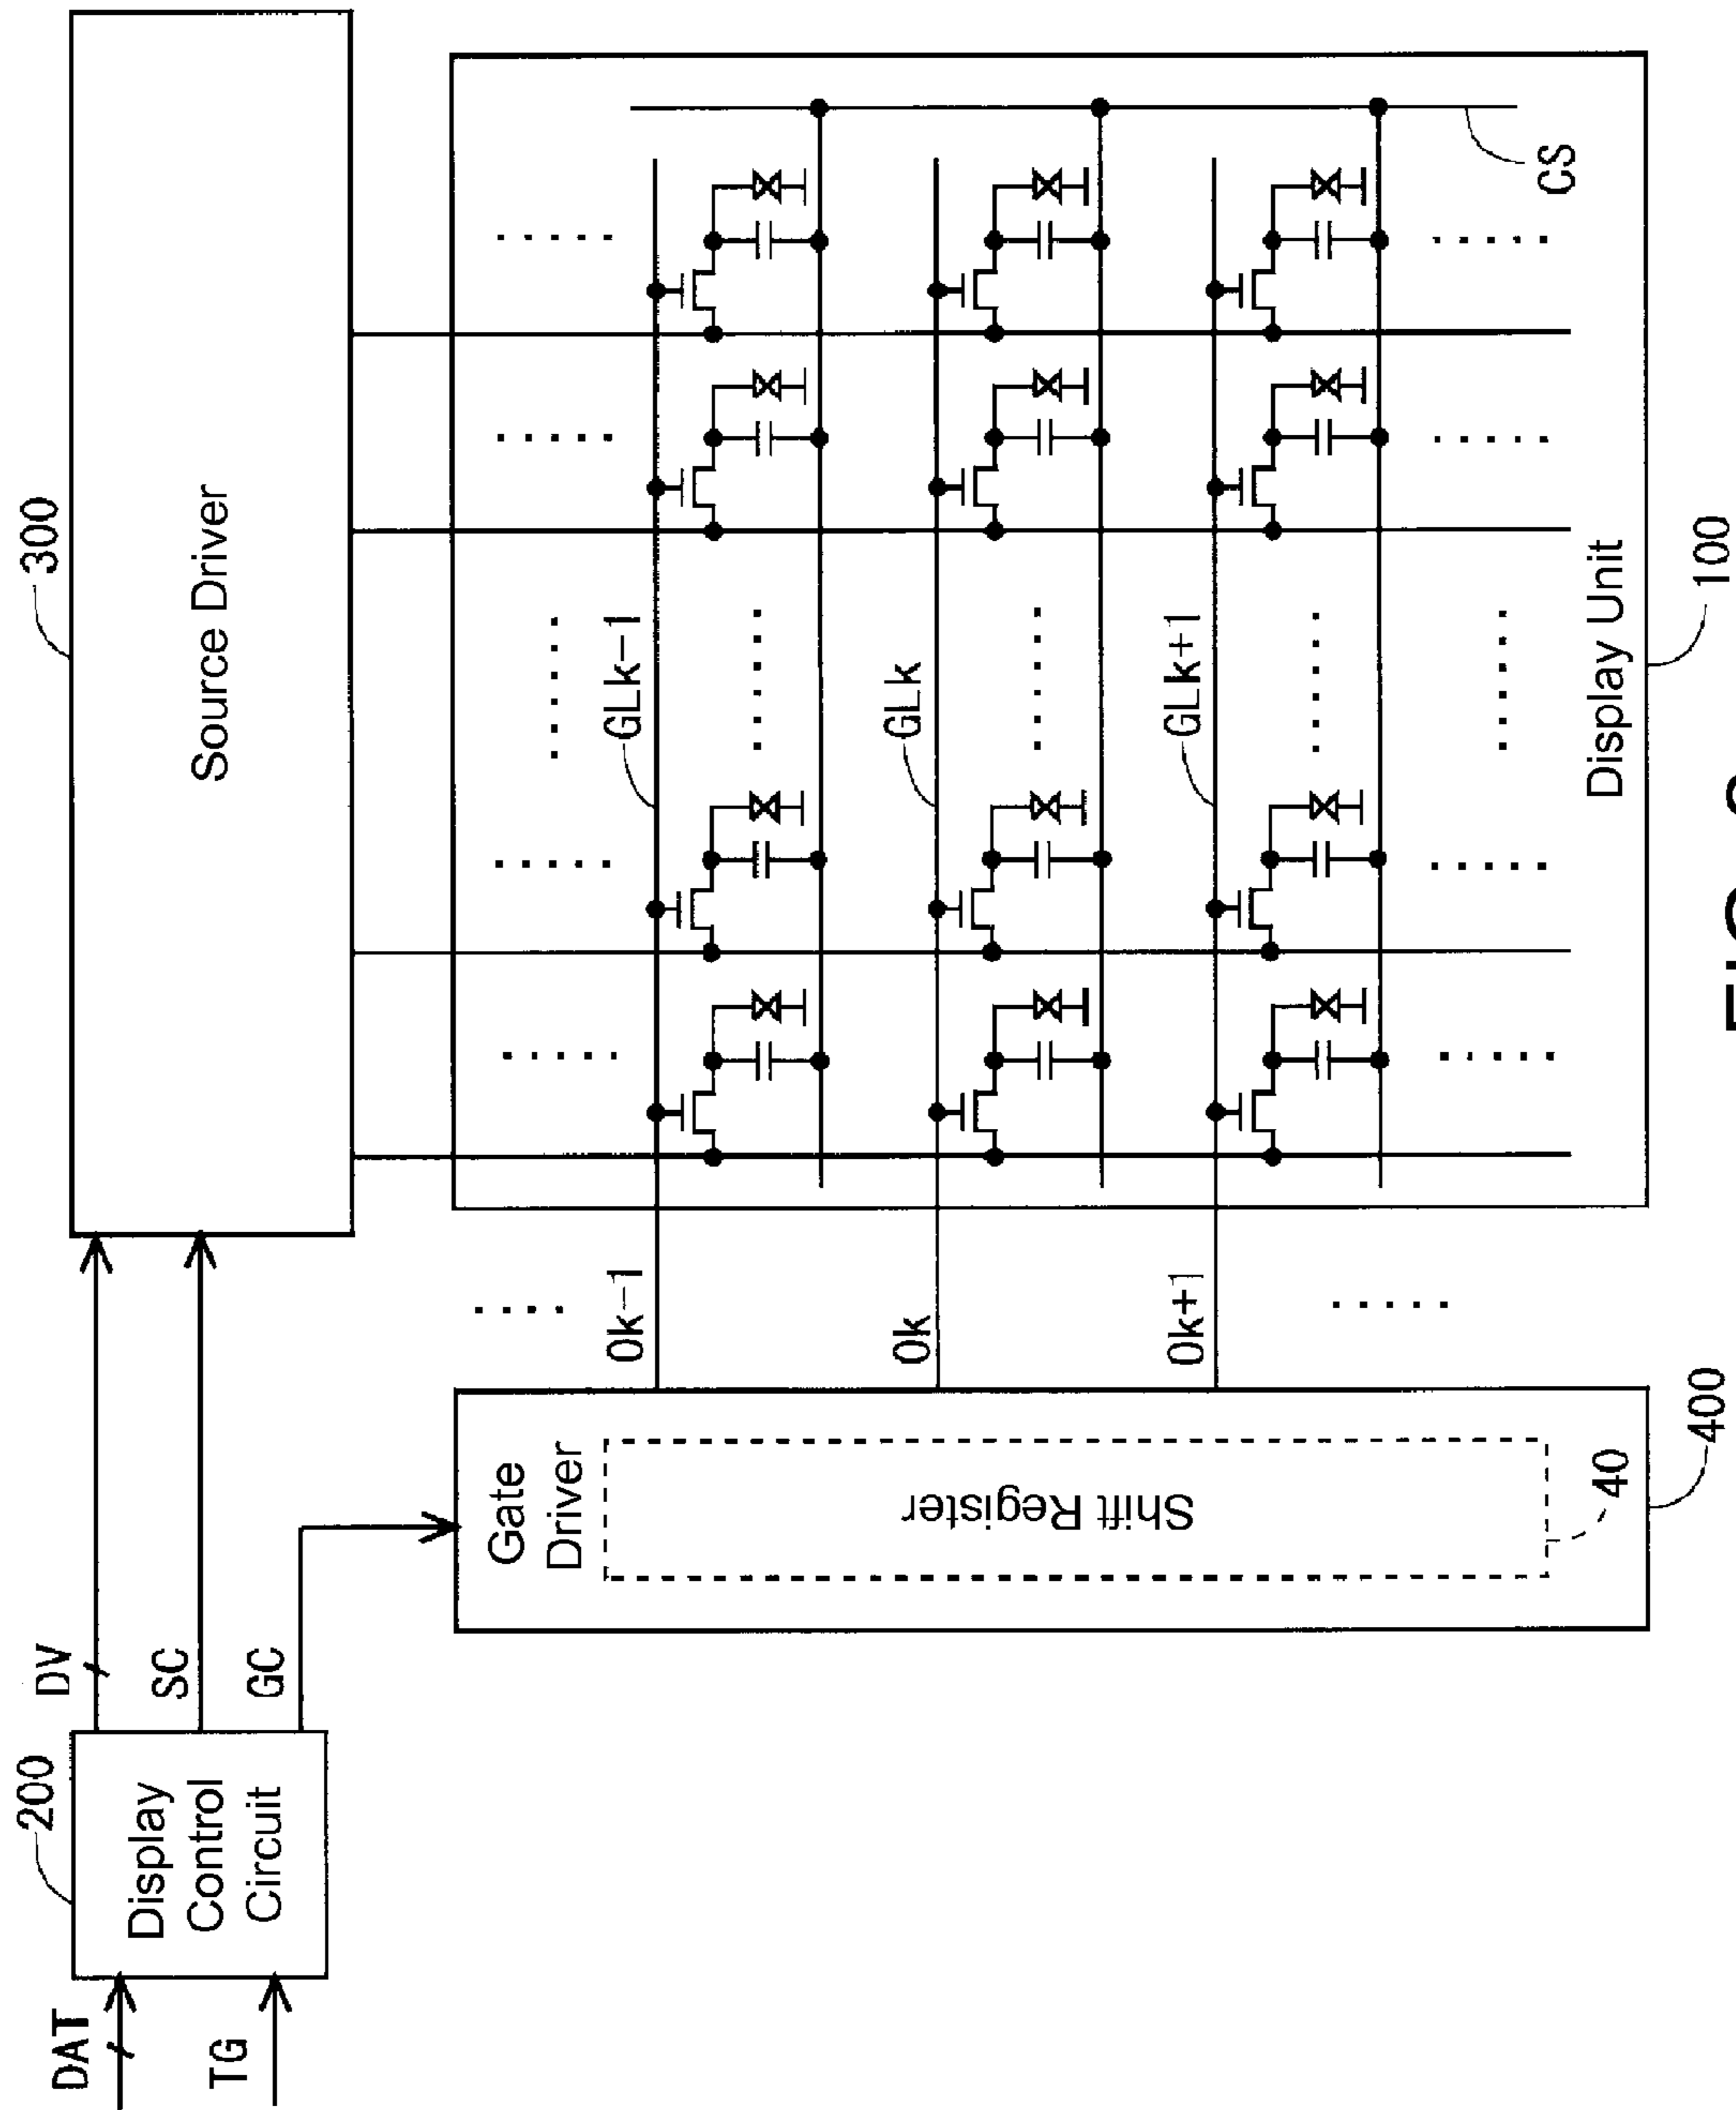 300
Source Driver
200
Display
Control
Circuit
DAT
TG
DV
SC
GC
Gate
Driver
Shift Register
40
400
Ok-1
Ok
Ok+1
GLk-1
GLk
GLk+1
CS
Display Unit
100